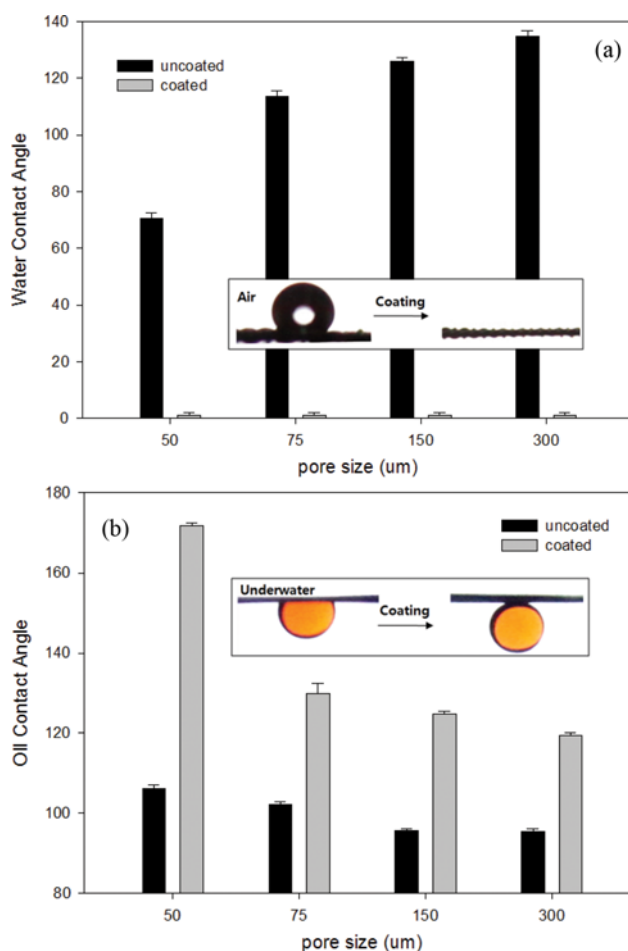 140
120
100
80
60
40
20
0
Water Contact Angle
(a)
uncoated
coated
Air
Coating
50 75 150 300
pore size (um)
180
160
140
120
100
80
OIl Contact Angle
(b)
uncoated
coated
Underwater
Coating
50 75 150 300
pore size (um)